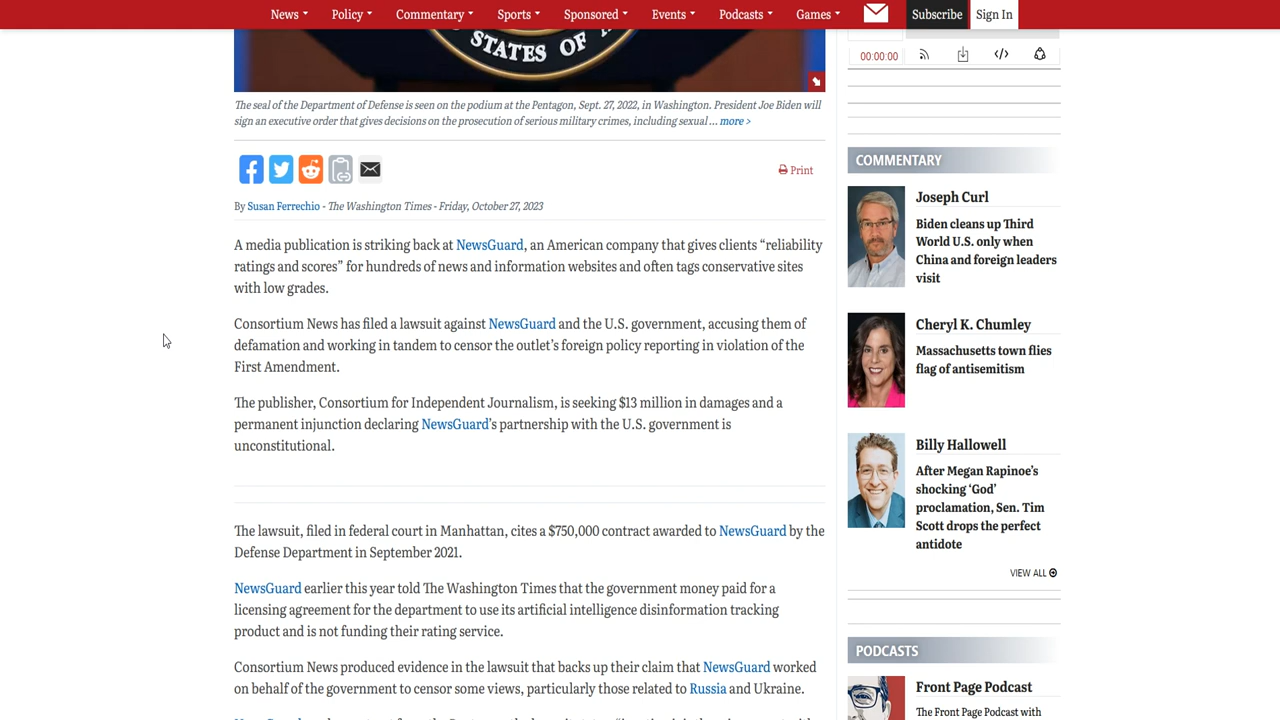 News Policy Commentary Sports Sponsored Events Podcasts Games Subscribe Sign In
STATES OF
The seal of the Department of Defense is seen on the podium at the Pentagon, Sept. 27, 2022, in Washington. President Joe Biden will
sign an executive order that gives decisions on the prosecution of serious military crimes, including sexual ... more >
Print
By Susan Ferrechio - The Washington Times - Friday, October 27, 2023
A media publication is striking back at NewsGuard, an American company that gives clients “reliability
ratings and scores” for hundreds of news and information websites and often tags conservative sites
with low grades.
Consortium News has filed a lawsuit against NewsGuard and the U.S. government, accusing them of
defamation and working in tandem to censor the outlet’s foreign policy reporting in violation of the
First Amendment.
The publisher, Consortium for Independent Journalism, is seeking $13 million in damages and a
permanent injunction declaring NewsGuard’s partnership with the U.S. government is
unconstitutional.
The lawsuit, filed in federal court in Manhattan, cites a $750,000 contract awarded to NewsGuard by the
Defense Department in September 2021.
NewsGuard earlier this year told The Washington Times that the government money paid for a
licensing agreement for the department to use its artificial intelligence disinformation tracking
product and is not funding their rating service.
Consortium News produced evidence in the lawsuit that backs up their claim that NewsGuard worked
on behalf of the government to censor some views, particularly those related to Russia and Ukraine.
00:00:00
COMMENTARY
Joseph Curl
Biden cleans up Third
World U.S. only when
China and foreign leaders
visit
Cheryl K. Chumley
Massachusetts town flies
flag of antisemitism
Billy Hallowell
After Megan Rapinoe’s
shocking ‘God’
proclamation, Sen. Tim
Scott drops the perfect
antidote
VIEW ALL
PODCASTS
Front Page Podcast
The Front Page Podcast with